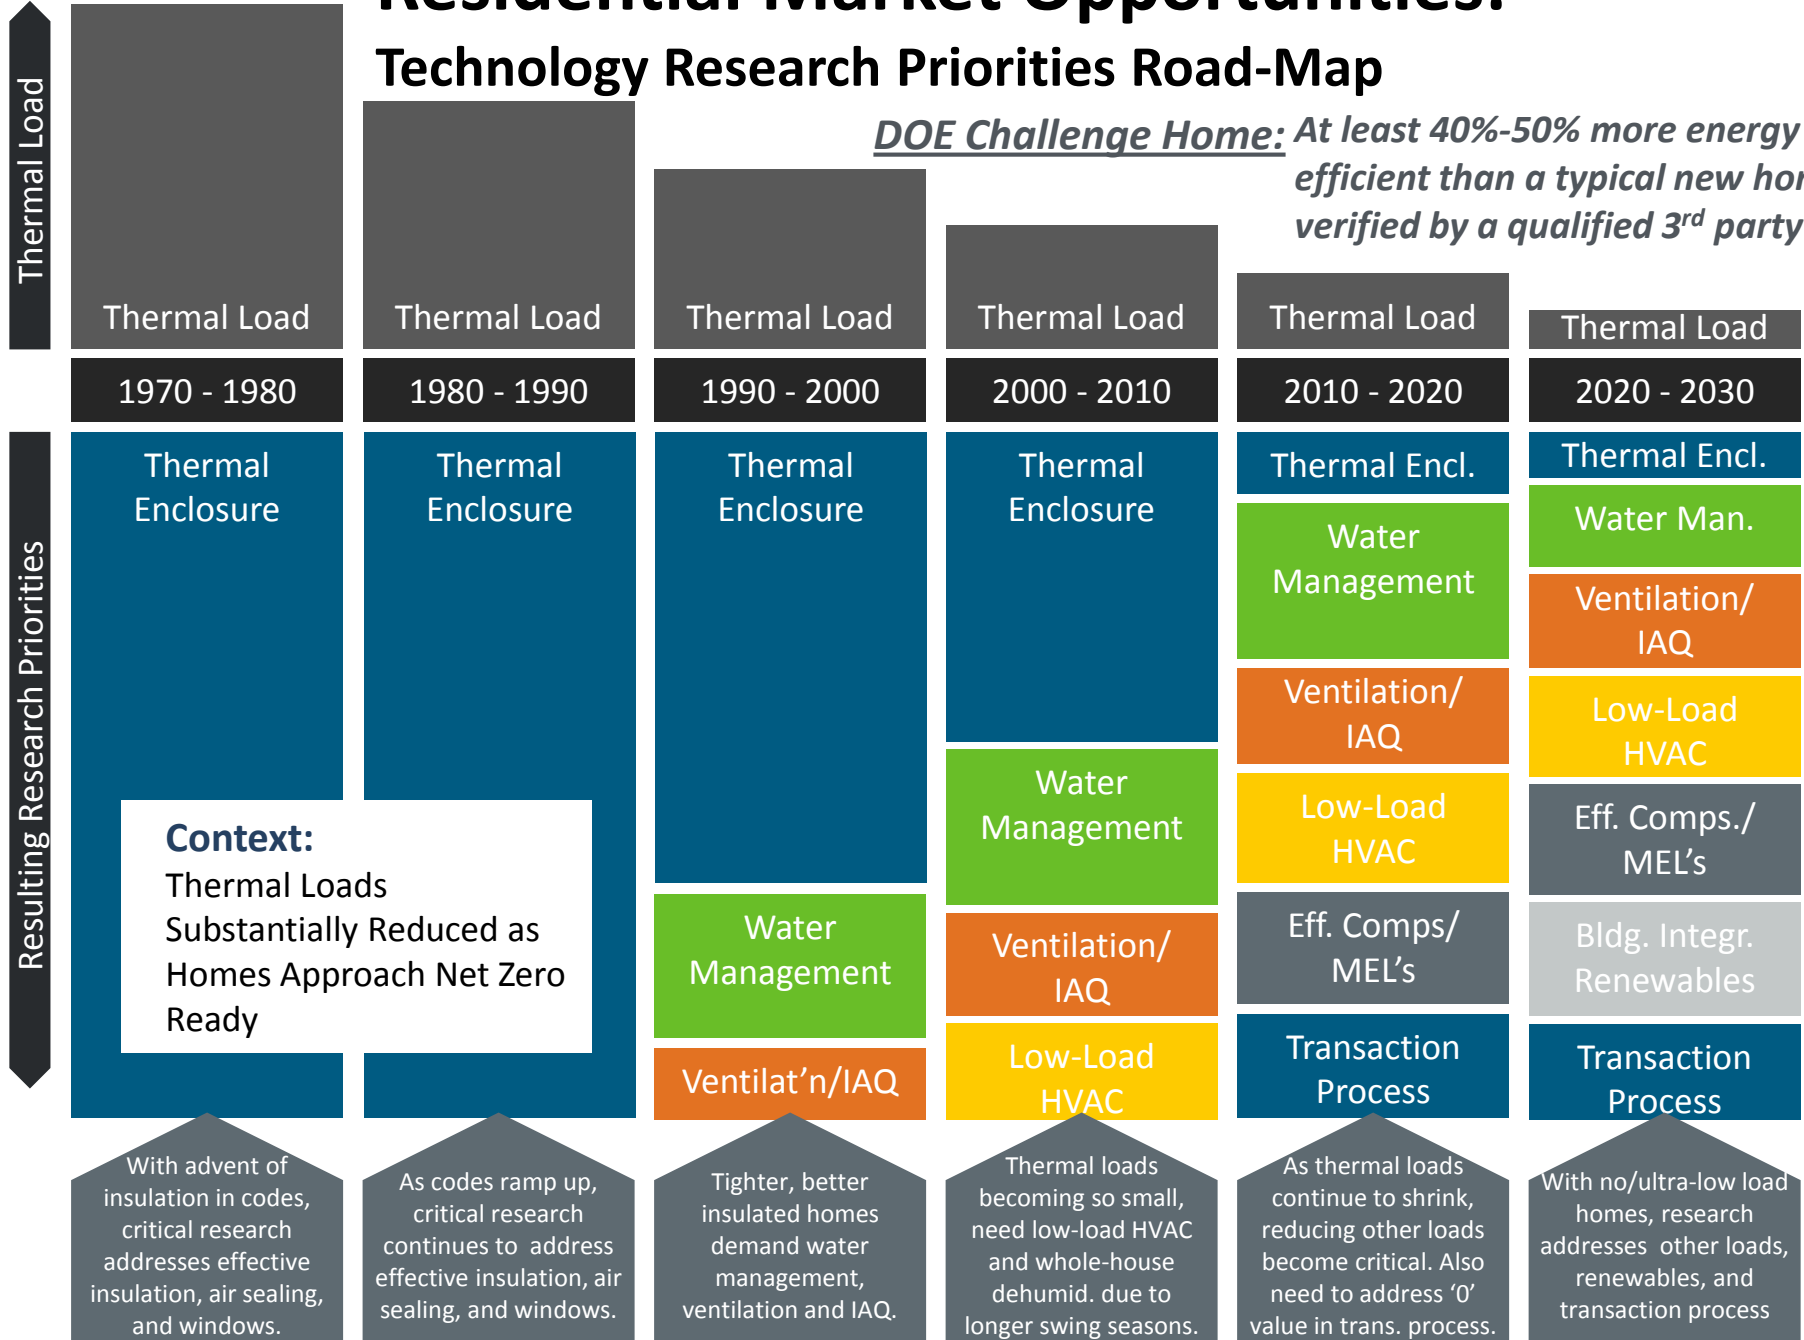 Residential Market Opportunities:
Technology Research Priorities Road-Map
DOE Challenge Home: At least 40%-50% more energy
efficient than a typical new
verified by a qualified 3rd party
Thermal Load
Thermal Load
Thermal Load
Thermal Load
Thermal Load
Thermal Load
Thermal Load
1970 - 1980
1980 - 1990
1990 - 2000
2000 - 2010
2010 - 2020
2020 - 2030
Resulting Research Priorities
Thermal
Enclosure
Thermal
Enclosure
Context:
Thermal Loads
Substantially Reduced as
Homes Approach Net Zero
Ready
Thermal
Enclosure
Water
Management
Ventilat'n/IAQ
Thermal
Enclosure
Water
Management
Ventilation/
IAQ
Low-Load
HVAC
Thermal Encl.
Water
Management
Ventilation/
IAQ
Low-Load
HVAC
Eff. Comps/
MEL's
Transaction
Process
Thermal Encl.
Water Man.
Ventilation/
IAQ
Low-Load
HVAC
Eff. Comps./
MEL's
Bldg. Integr.
Renewables
Transaction
Process
With advent of
insulation in codes,
critical research
addresses effective
insulation, air sealing,
and windows.
As codes ramp up,
critical research
continues to address
effective insulation, air
sealing, and windows.
Tighter, better
insulated homes
demand water
management,
ventilation and IAQ.
Thermal loads
becoming so small,
need low-load HVAC
and whole-house
dehumid. due to
longer swing seasons.
As thermal loads
continue to shrink,
reducing other loads
become critical. Also
need to address '0'
value in trans. process.
With no/ultra-low load
homes, research
addresses other loads,
renewables, and
transaction process